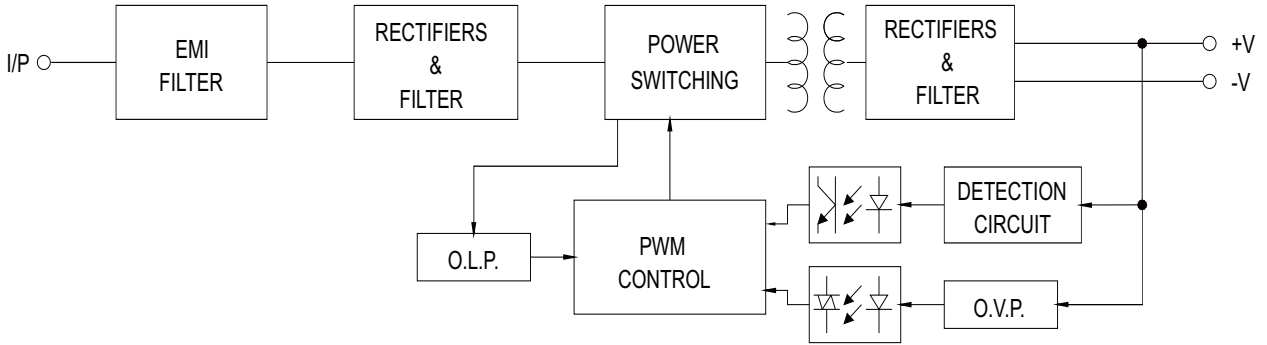 I/P
EMI
FILTER
RECTIFIERS
&
FILTER
POWER
SWITCHING
RECTIFIERS
&
FILTER
+V
-V
O.L.P.
PWM
CONTROL
DETECTION
CIRCUIT
O.V.P.